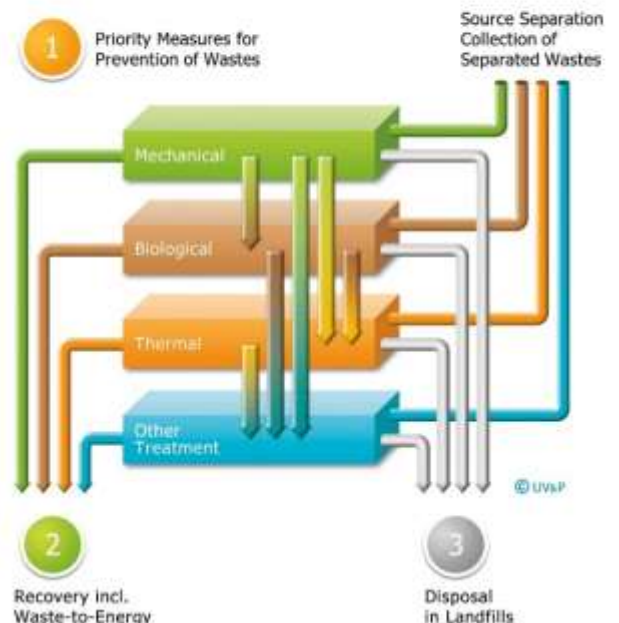 1
Priority Measures for
Prevention of Wastes
Source Separation
Collection of
Separated Wastes
Mechanical
Biological
Thermal
Other
Treatment
© UV&P
2
Recovery incl.
Waste-to-Energy
3
Disposal
in Landfills